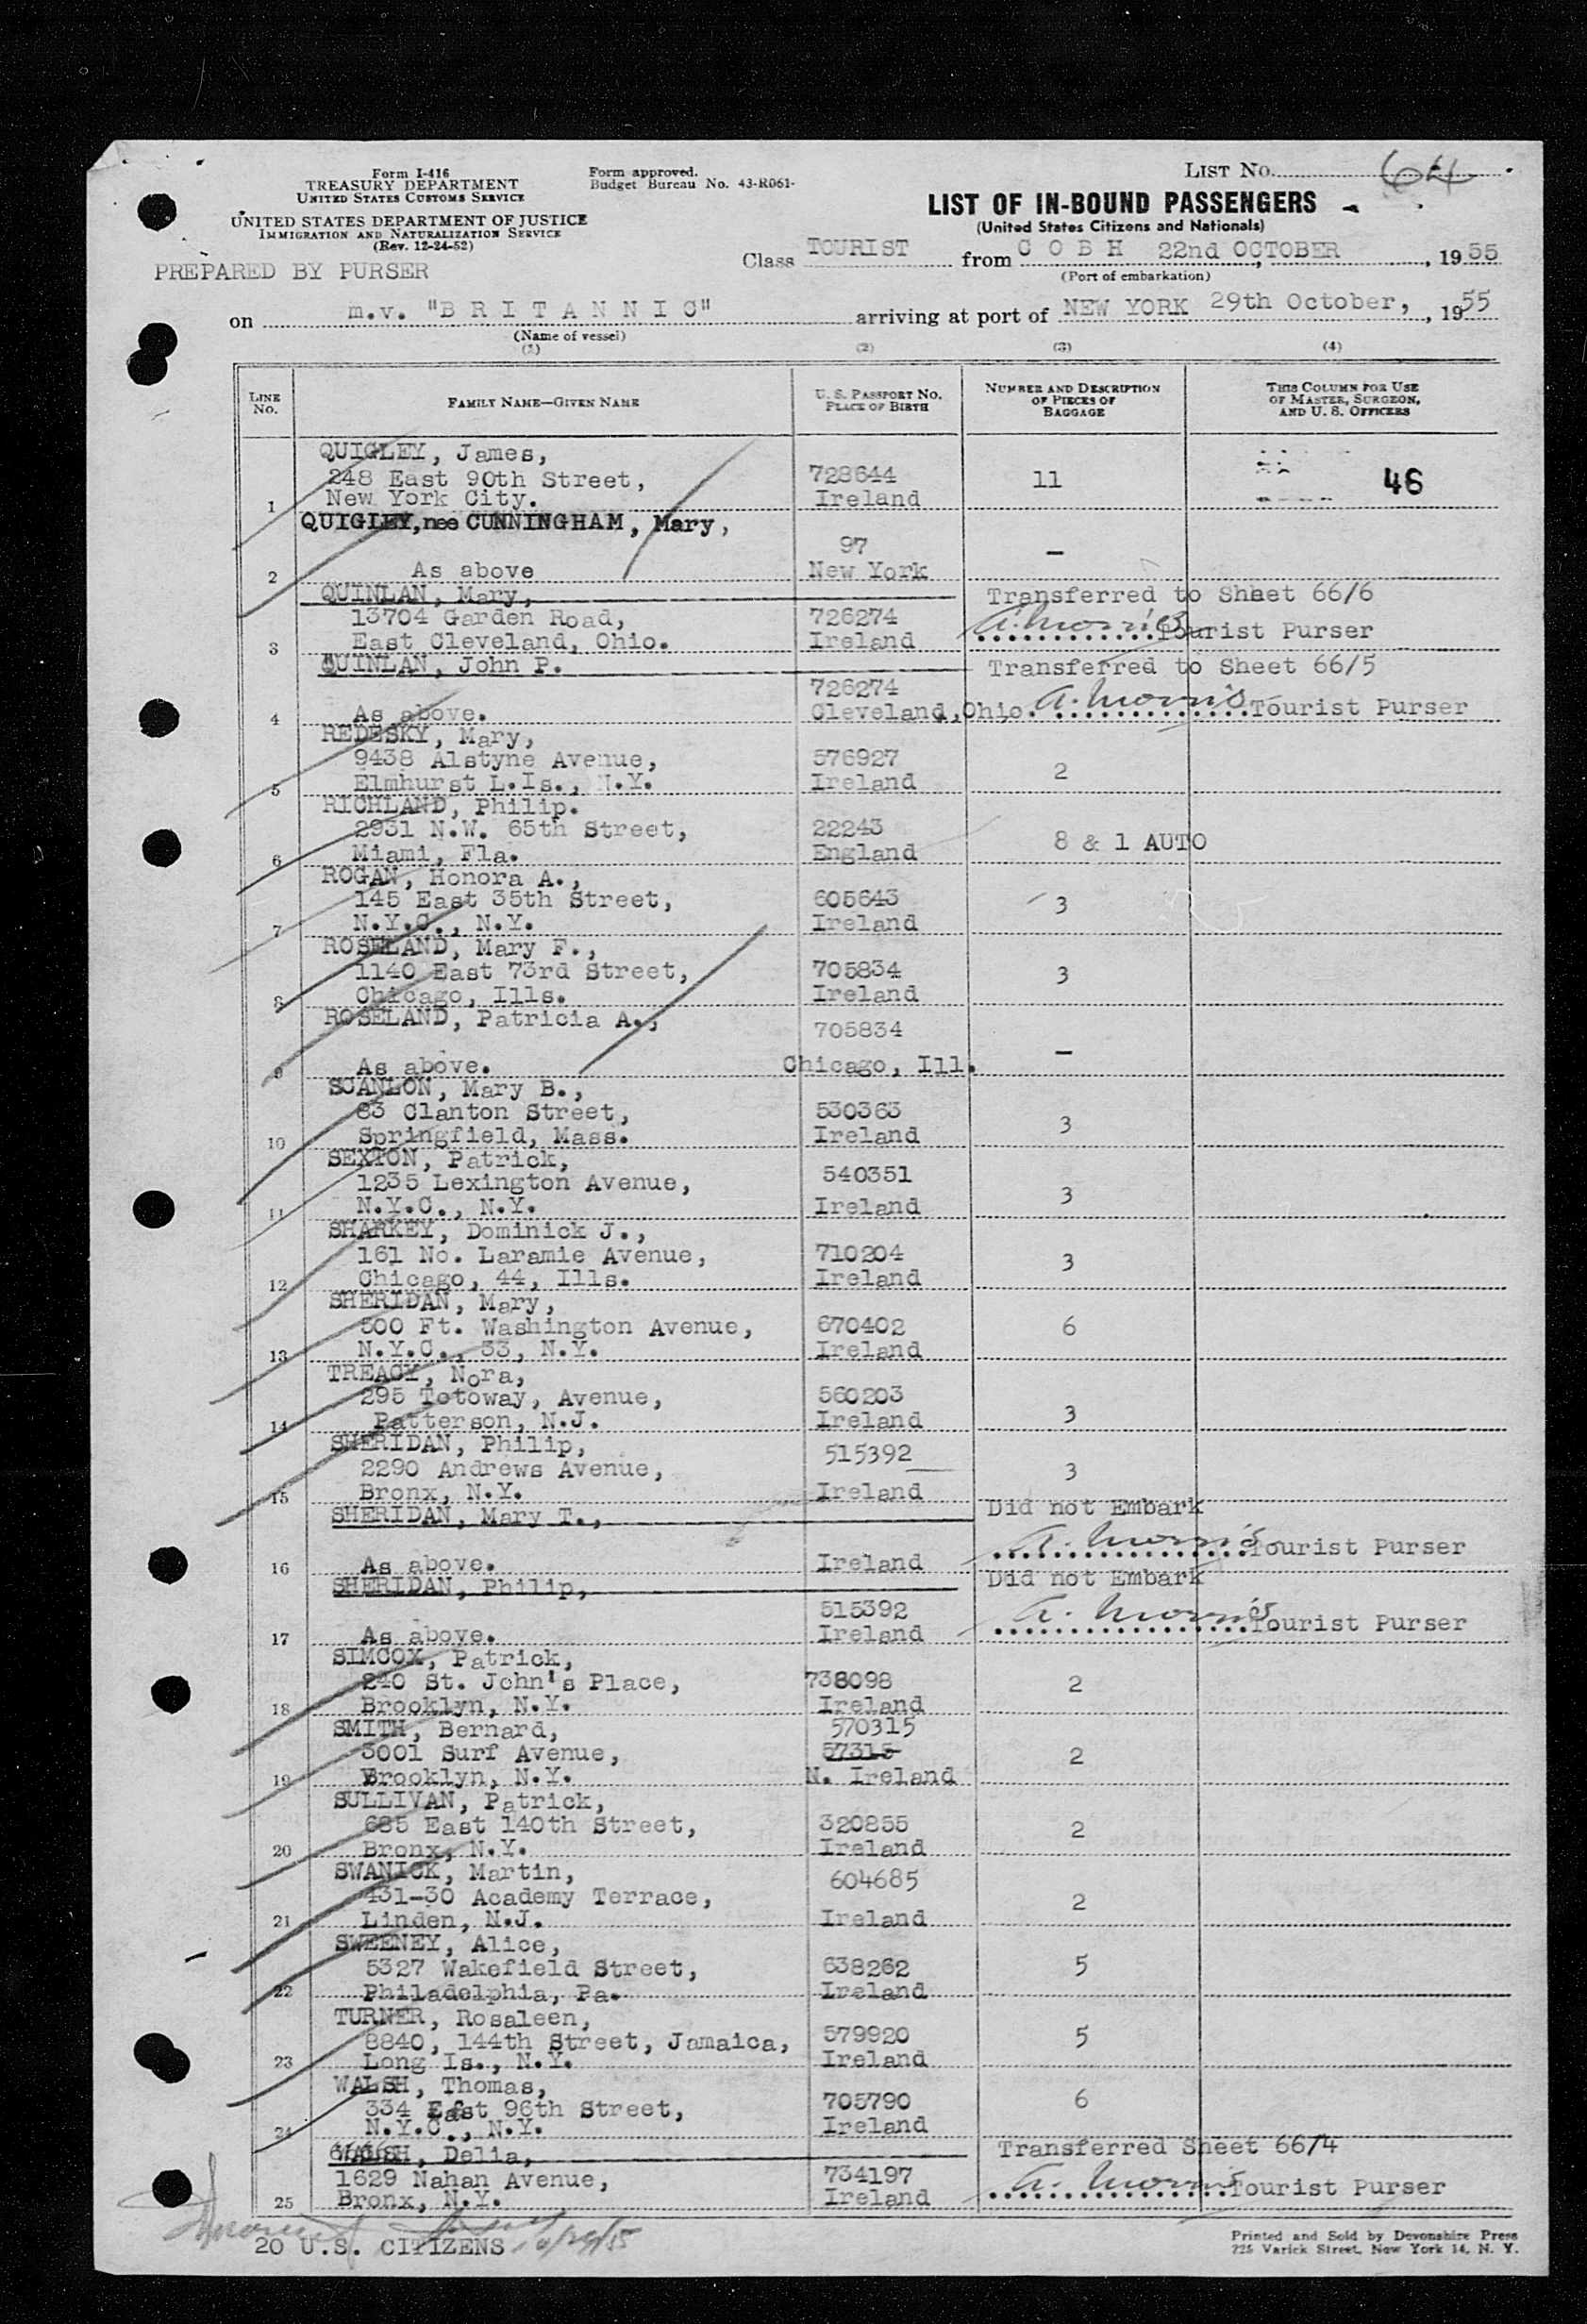 Form I-416
TREASURY DEPARTMENT
UNITED STATES CUSTOMS SERVICE
UNITED STATES DEPARTMENT OF JUSTICE
IMMIGRATION AND NATURALIZATION SERVICE
(Rev. 12-24-52)
PREPARED BY PURSER
Form approved.
Budget Bureau No. 43-R061-
LIST No. 64
LIST OF IN-BOUND PASSENGERS
(United States Citizens and Nationals)
Class TOURIST from C O B H 22nd OCTOBER, 1955
(Port of embarkation)
on m.v. "B R I T A N N I C" arriving at port of NEW YORK 29th October, , 1955
(Name of vessel)
(1) (2) (3) (4)
LINE No. FAMILY NAME—GIVEN NAME U. S. PASSPORT No. PLACE OF BIRTH NUMBER AND DESCRIPTION OF PIECES OF BAGGAGE THIS COLUMN FOR USE OF MASTER, SURGEON, AND U. S. OFFICERS
QUIGLEY, James,
248 East 90th Street, 728644 11 46
1 New York City. Ireland
QUIGLEY, nee CUNNINGHAM, Mary,
97 —
2 As above New York
QUINLAN, Mary, Transferred to Sheet 66/6
13704 Garden Road, 726274
3 East Cleveland, Ohio. Ireland A. Morris Tourist Purser
QUINLAN, John P. Transferred to Sheet 66/5
726274
4 As above. Cleveland, Ohio. A. Morris Tourist Purser
REDESKY, Mary,
9438 Alstyne Avenue, 576927 2
5 Elmhurst L.Is., N.Y. Ireland
RICHLAND, Philip.
2931 N.W. 65th Street, 22243 8 & 1 AUTO
6 Miami, Fla. England
ROGAN, Honora A.,
145 East 35th Street, 605643 3
7 N.Y.C., N.Y. Ireland
ROSELAND, Mary F.,
1140 East 73rd Street, 705834 3
8 Chicago, Ills. Ireland
ROSELAND, Patricia A., 705834
—
9 As above. Chicago, Ill.
SCANLON, Mary B.,
83 Clanton Street, 530363 3
10 Springfield, Mass. Ireland
SEXTON, Patrick,
1235 Lexington Avenue, 540351 3
11 N.Y.C., N.Y. Ireland
SHARKEY, Dominick J.,
161 No. Laramie Avenue, 710204 3
12 Chicago, 44, Ills. Ireland
SHERIDAN, Mary,
500 Ft. Washington Avenue, 670402 6
13 N.Y.C., 33, N.Y. Ireland
TREACY, Nora,
295 Totoway, Avenue, 560203 3
14 Patterson, N.J. Ireland
SHERIDAN, Philip, 515392
2290 Andrews Avenue, 3
15 Bronx, N.Y. Ireland
SHERIDAN, Mary T., Did not Embark
A. Morris Tourist Purser
16 As above. Ireland
SHERIDAN, Philip, Did not Embark
515392 A. Morris Tourist Purser
17 As above. Ireland
SIMCOX, Patrick,
240 St. John's Place, 738098 2
18 Brooklyn, N.Y. Ireland
SMITH, Bernard, 570315
3001 Surf Avenue, 57315 2
19 Brooklyn, N.Y. N. Ireland
SULLIVAN, Patrick,
685 East 140th Street, 320855 2
20 Bronx, N.Y. Ireland
SWANICK, Martin, 604685
431-30 Academy Terrace, 2
21 Linden, N.J. Ireland
SWEENEY, Alice,
5327 Wakefield Street, 638262 5
22 Philadelphia, Pa. Ireland
TURNER, Rosaleen,
8840, 144th Street, Jamaica, 579920 5
23 Long Is., N.Y. Ireland
WALSH, Thomas,
334 East 96th Street, 705790 6
24 N.Y.C., N.Y. Ireland
WALSH, Delia, Transferred Sheet 66/4
1629 Nahan Avenue, 734197 A. Morris Tourist Purser
25 Bronx, N.Y. Ireland
20 U.S. CITIZENS 10/29/55
Printed and Sold by Devonshire Press
225 Varick Street, New York 14, N. Y.